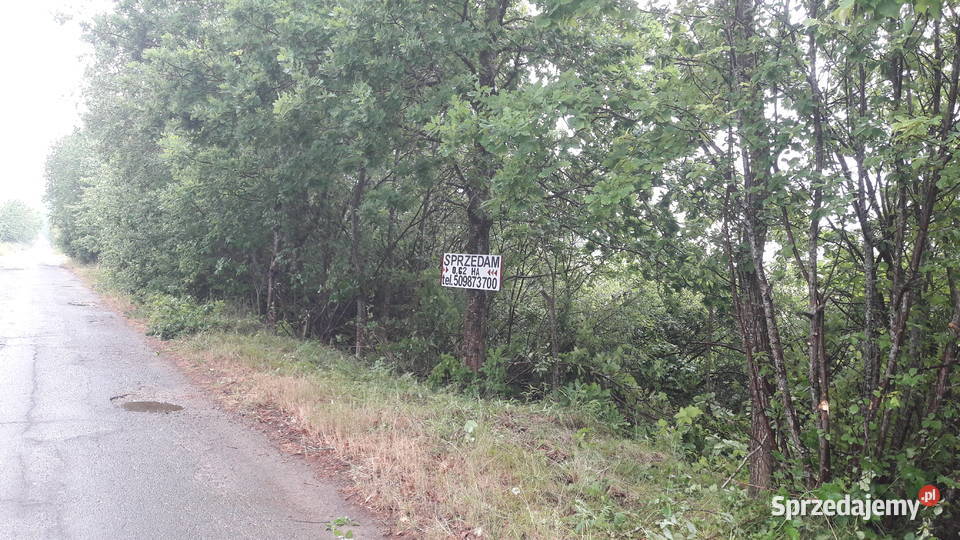 SPRZEDAM
0,62 HA
tel.509873700
Sprzedajemy.pl